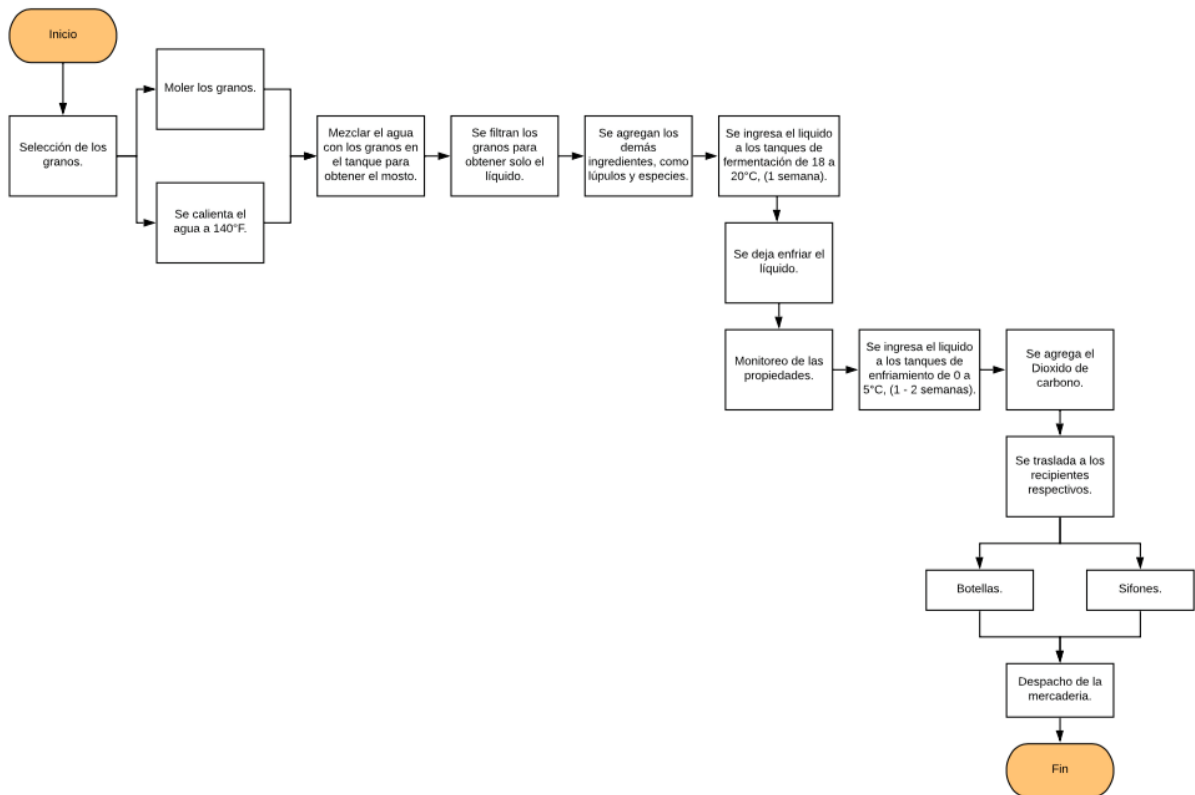 Inicio
Selección de los
granos.
Moler los granos.
Se calienta el
agua a 140°F.
Mezclar el agua
con los granos en
el tanque para
obtener el mosto.
Se filtran los
granos para
obtener solo el
líquido.
Se agregan los
demás
ingredientes, como
lúpulos y especies.
Se ingresa el liquido
a los tanques de
fermentación de 18 a
20°C, (1 semana).
Se deja enfriar el
líquido.
Monitoreo de las
propiedades.
Se ingresa el liquido
a los tanques de
enfriamiento de 0 a
5°C, (1 - 2 semanas).
Se agrega el
Dioxido de
carbono.
Se traslada a los
recipientes
respectivos.
Botellas.
Sifones.
Despacho de la
mercaderia.
Fin